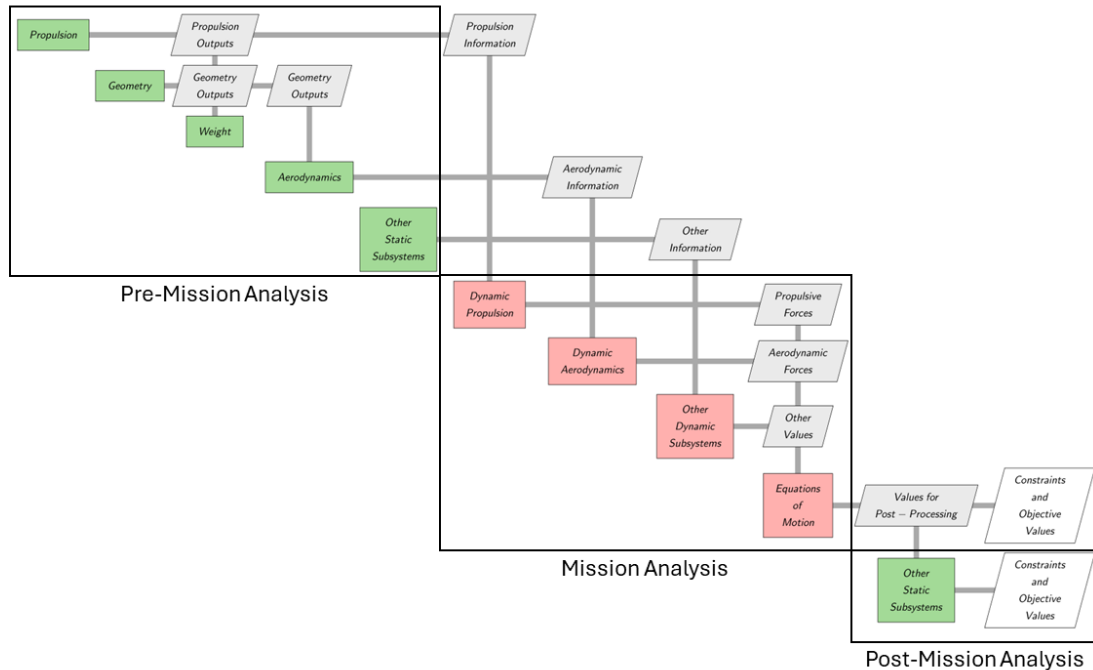 Propulsion
Propulsion
Outputs
Propulsion
Information
Geometry
Geometry
Outputs
Geometry
Outputs
Weight
Aerodynamics
Aerodynamic
Information
Other
Static
Subsystems
Other
Information
Pre-Mission Analysis
Dynamic
Propulsion
Propulsive
Forces
Dynamic
Aerodynamics
Aerodynamic
Forces
Other
Dynamic
Subsystems
Other
Values
Equations
of
Motion
Values for
Post − Processing
Constraints
and
Objective
Values
Mission Analysis
Other
Static
Subsystems
Constraints
and
Objective
Values
Post-Mission Analysis